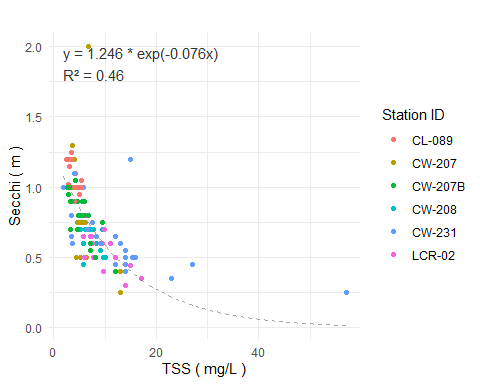 y = 1.246 * exp(-0.076x)
R² = 0.46
2.0
1.5
1.0
0.5
0.0
Secchi ( m )
0
20
40
TSS ( mg/L )
Station ID
CL-089
CW-207
CW-207B
CW-208
CW-231
LCR-02